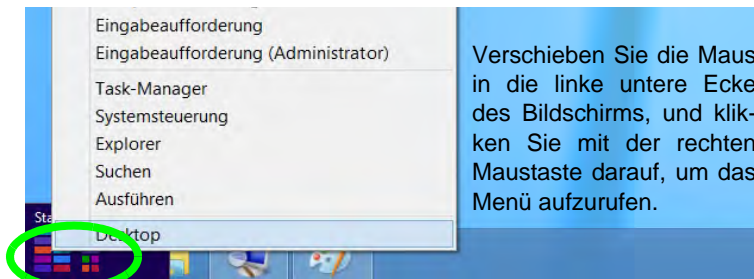 Eingabeaufforderung
Eingabeaufforderung (Administrator)
Task-Manager
Systemsteuerung
Explorer
Suchen
Ausführen
Desktop
Verschieben Sie die Maus
in die linke untere Ecke
des Bildschirms, und klik-
ken Sie mit der rechten
Maustaste darauf, um das
Menü aufzurufen.